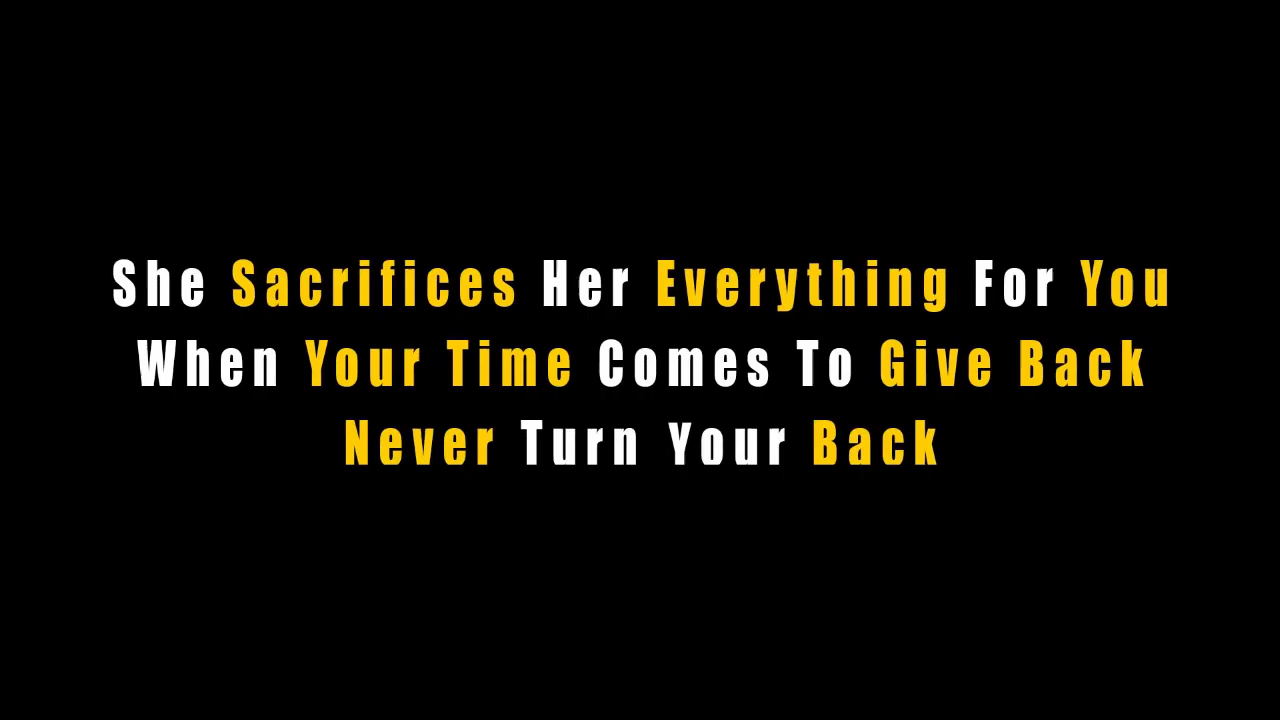 She Sacrifices Her Everything For You
When Your Time Comes To Give Back
Never Turn Your Back